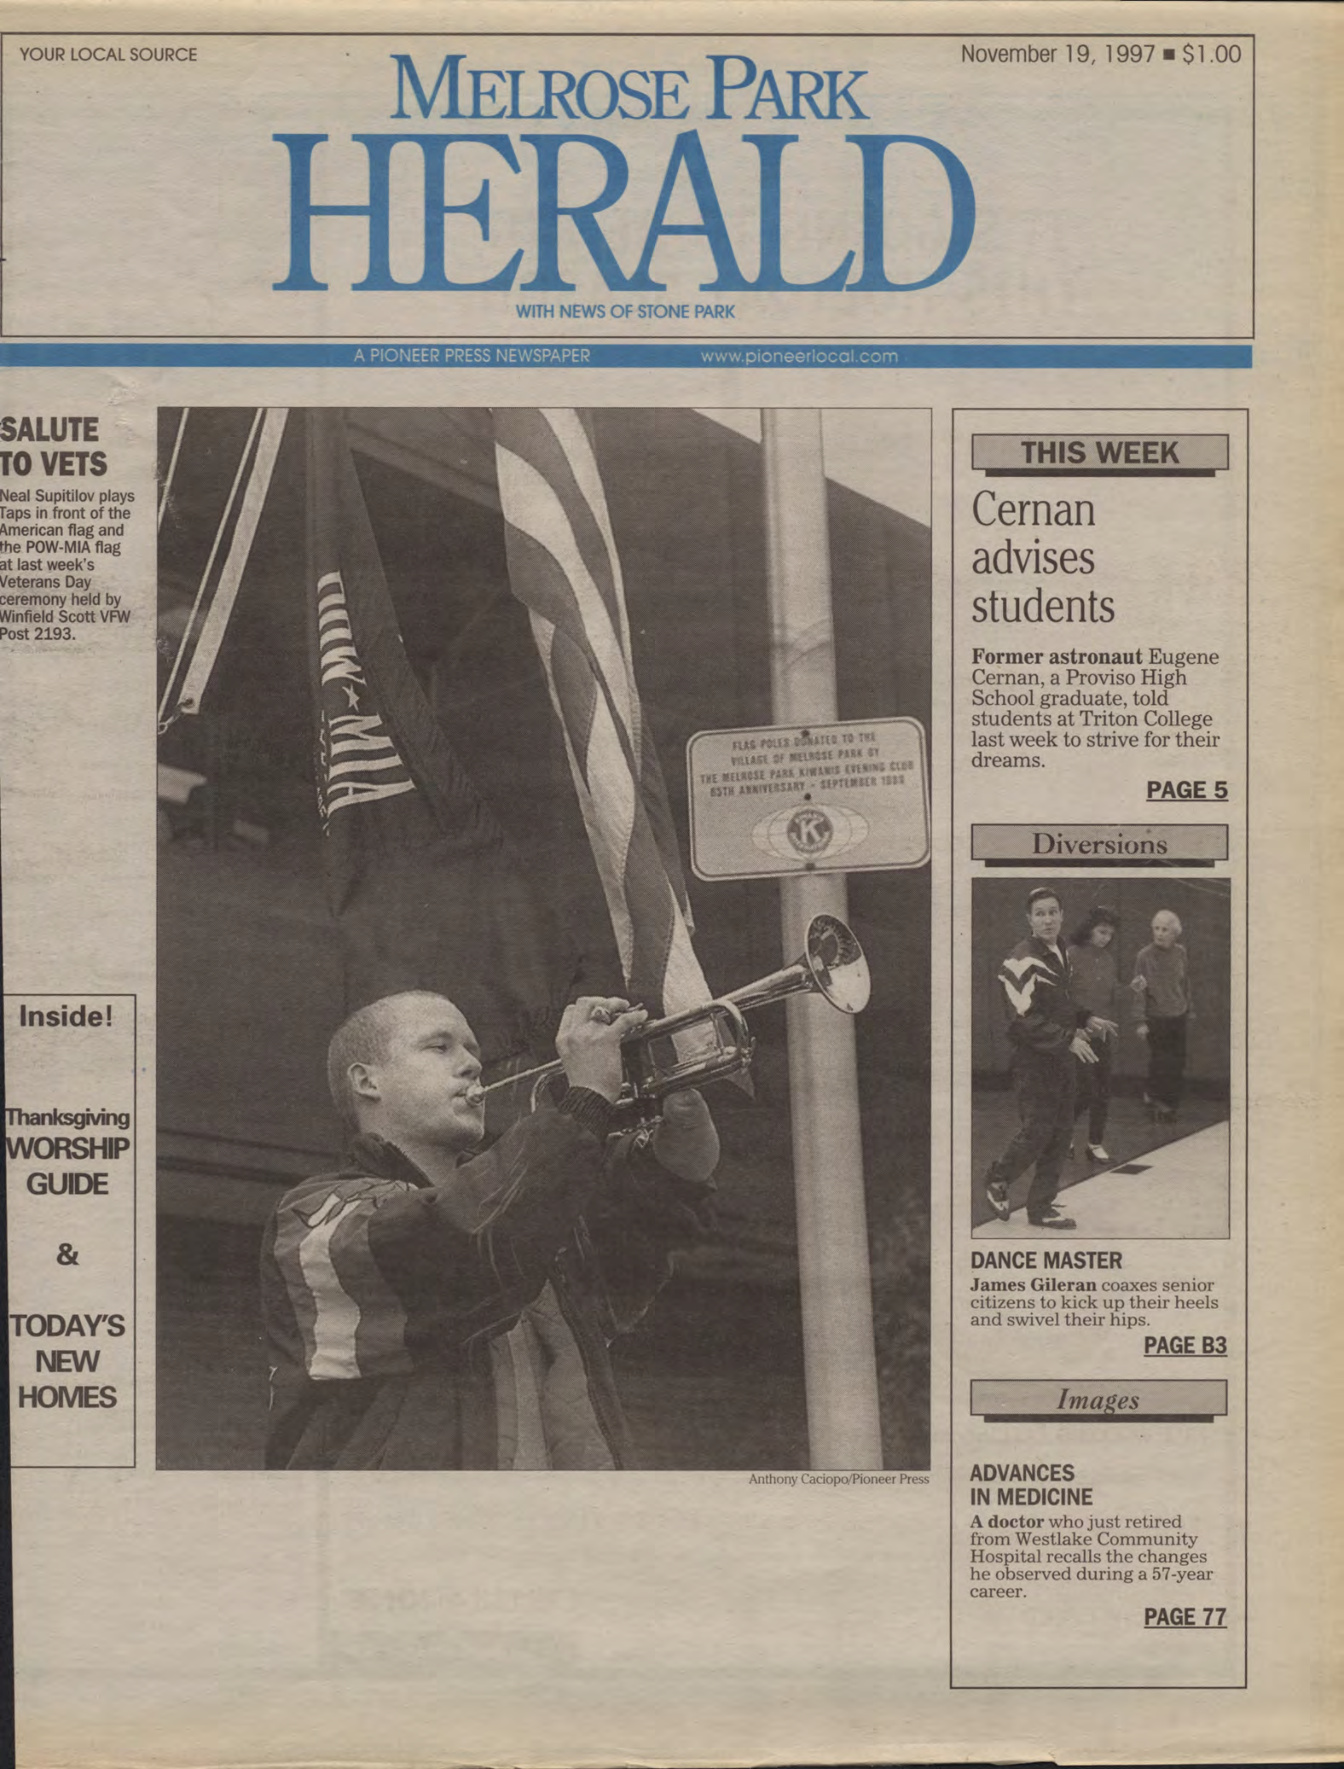 YOUR LOCAL SOURCE
November 19, 1997 ■ $1.00
MELROSE PARK
HERALD
WITH NEWS OF STONE PARK
A PIONEER PRESS NEWSPAPER
www.pioneerlocal.com
SALUTE
TO VETS
Neal Supitilov plays
Taps in front of the
American flag and
the POW-MIA flag
at last week's
Veterans Day
ceremony held by
Winfield Scott VFW
Post 2193.
Inside!
Thanksgiving
WORSHIP
GUIDE
&
TODAY'S
NEW
HOMES
POW ★ MIA
FLAG POLES DONATED TO THE
VILLAGE OF MELROSE PARK BY
THE MELROSE PARK KIWANIS EVENING CLUB
ANNIVERSARY - SEPTEMBER
K
Anthony Caciopo/Pioneer Press
THIS WEEK
Cernan
advises
students
Former astronaut Eugene
Cernan, a Proviso High
School graduate, told
students at Triton College
last week to strive for their
dreams.
PAGE 5
Diversions
DANCE MASTER
James Gileran coaxes senior
citizens to kick up their heels
and swivel their hips.
PAGE B3
Images
ADVANCES
IN MEDICINE
A doctor who just retired
from Westlake Community
Hospital recalls the changes
he observed during a 57-year
career.
PAGE 77